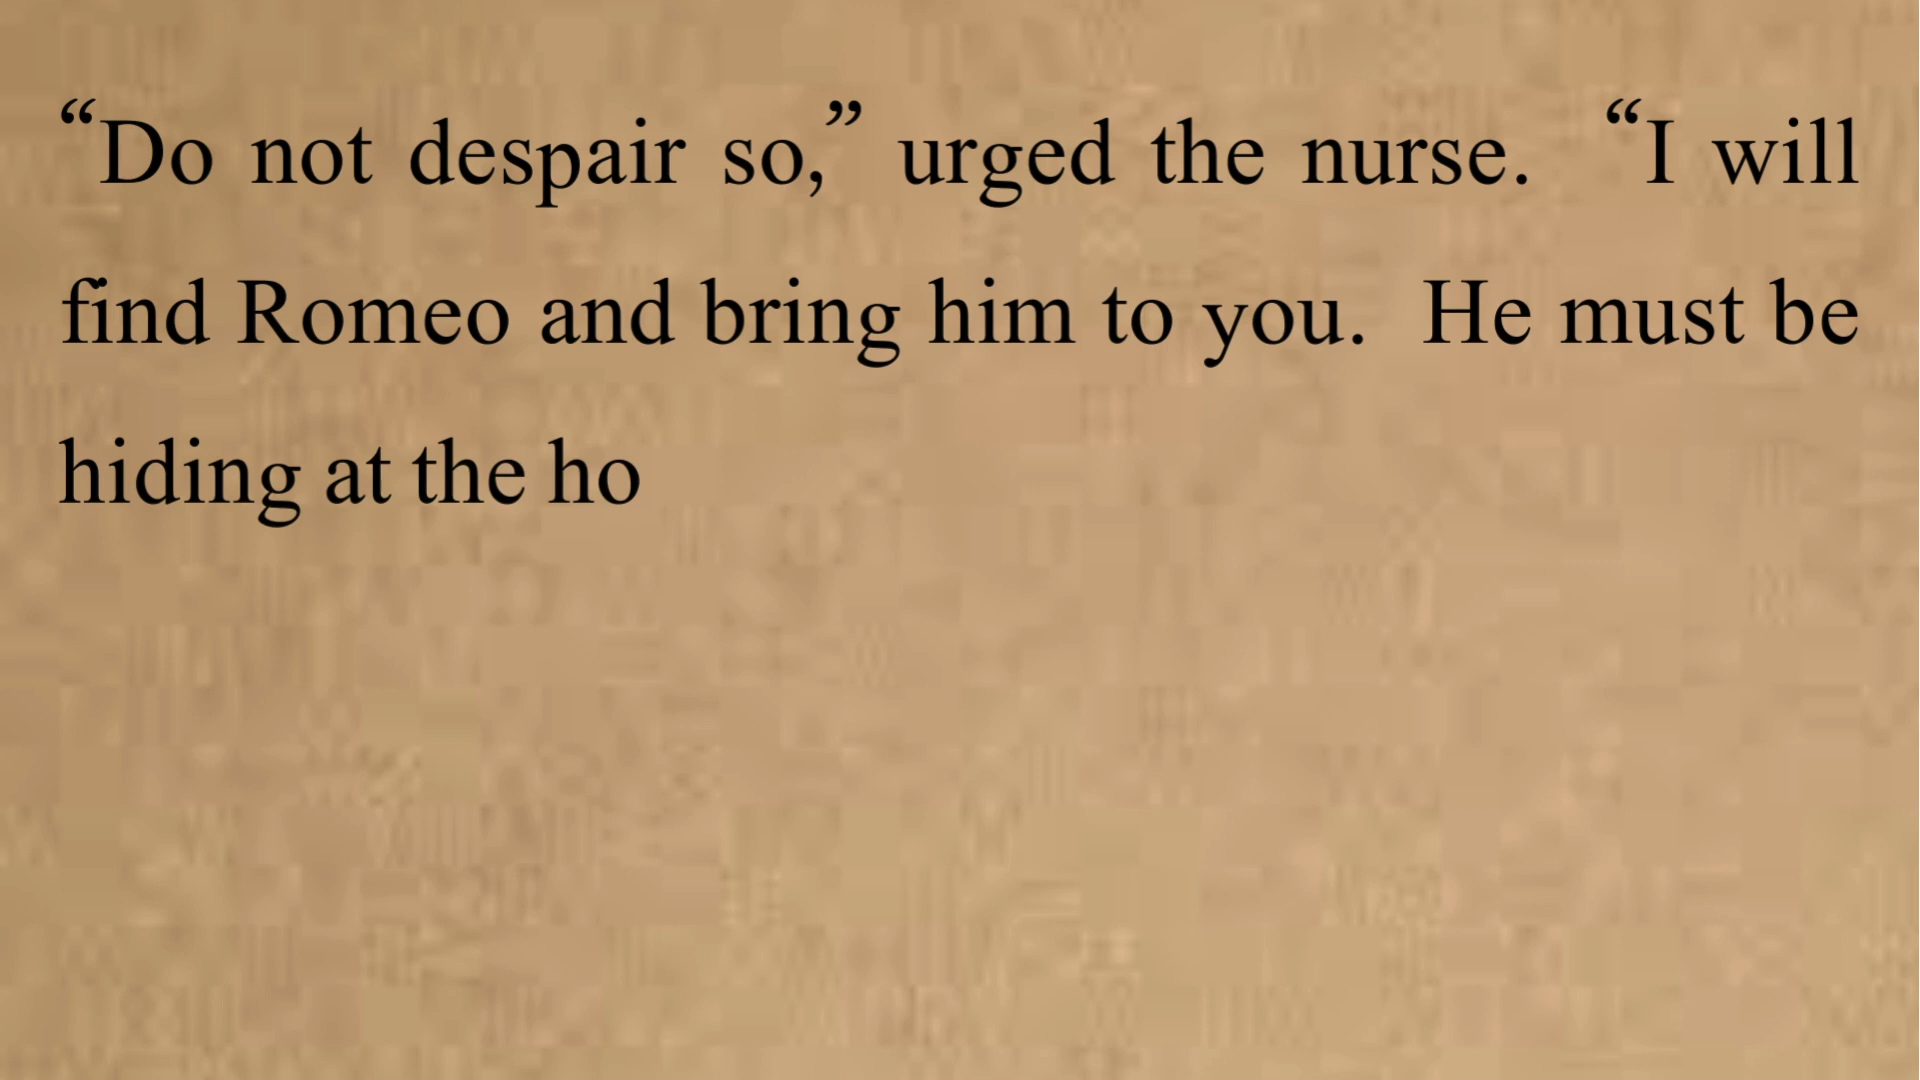 “Do not despair so,” urged the nurse.  “I will
find Romeo and bring him to you.  He must be
hiding at the ho